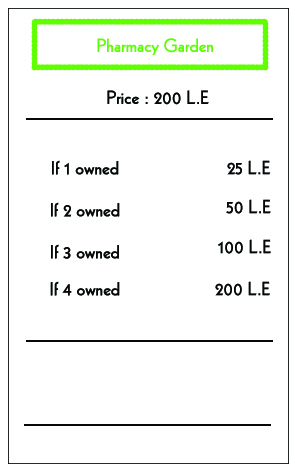 Pharmacy Garden
Price : 200 L.E
If 1 owned 25 L.E
If 2 owned 50 L.E
If 3 owned 100 L.E
If 4 owned 200 L.E